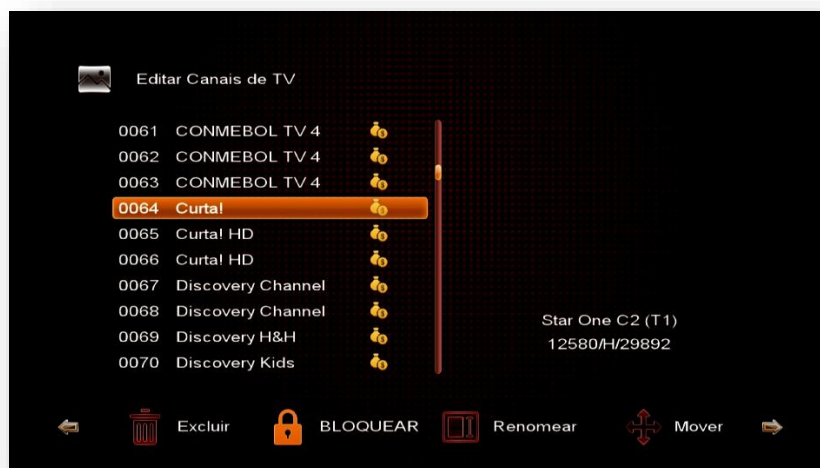 Editar Canais de TV
0061 CONMEBOL TV 4
0062 CONMEBOL TV 4
0063 CONMEBOL TV 4
0064 Curta!
0065 Curta! HD
0066 Curta! HD
0067 Discovery Channel
0068 Discovery Channel
0069 Discovery H&H
0070 Discovery Kids
Star One C2 (T1)
12580/H/29892
Excluir BLOQUEAR Renomear Mover